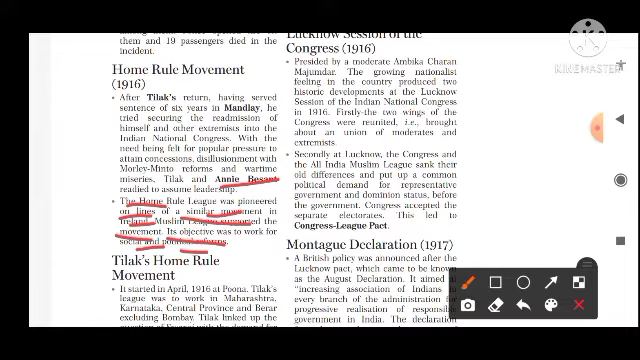 them and 19 passengers died in the
incident.
Home Rule Movement
(1916)
• After Tilak's return, having served
sentence of six years in Mandlay, he
tried securing the readmission of
himself and other extremists into the
Indian National Congress. With the
need being felt for popular pressure to
attain concessions, disillusionment with
Morley-Minto reforms and wartime
miseries, Tilak and Annie Besant
readied to assume leadership.
• The Home Rule League was pioneered
on lines of a similar movement in
Ireland. Muslim League supported the
movement. Its objective was to work for
social and political reforms.
Tilak's Home Rule
Movement
• It started in April, 1916 at Poona. Tilak's
league was to work in Maharashtra,
Karnataka, Central Province and Berar
excluding Bombay. Tilak linked up the
question of Swaraj with the demand for
Lucknow Session of the
Congress (1916)
• Presided by a moderate Ambika Charan
Majumdar. The growing nationalist
feeling in the country produced two
historic developments at the Lucknow
Session of the Indian National Congress
in 1916. Firstly the two wings of the
Congress were reunited, i.e., brought
about an union of moderates and
extremists.
• Secondly at Lucknow, the Congress and
the All India Muslim League sank their
old differences and put up a common
political demand for representative
government and dominion status, before
before the government. Congress accepted
the separate electorates. This led to
Congress-League Pact.
Montague Declaration (1917)
• A British policy was announced after the
Lucknow pact, which came to be known
as the August Declaration. It aimed at
"increasing association of Indians to
every branch of the administration for
progressive realisation of responsible
government in India. The declaration
KINEMASTER